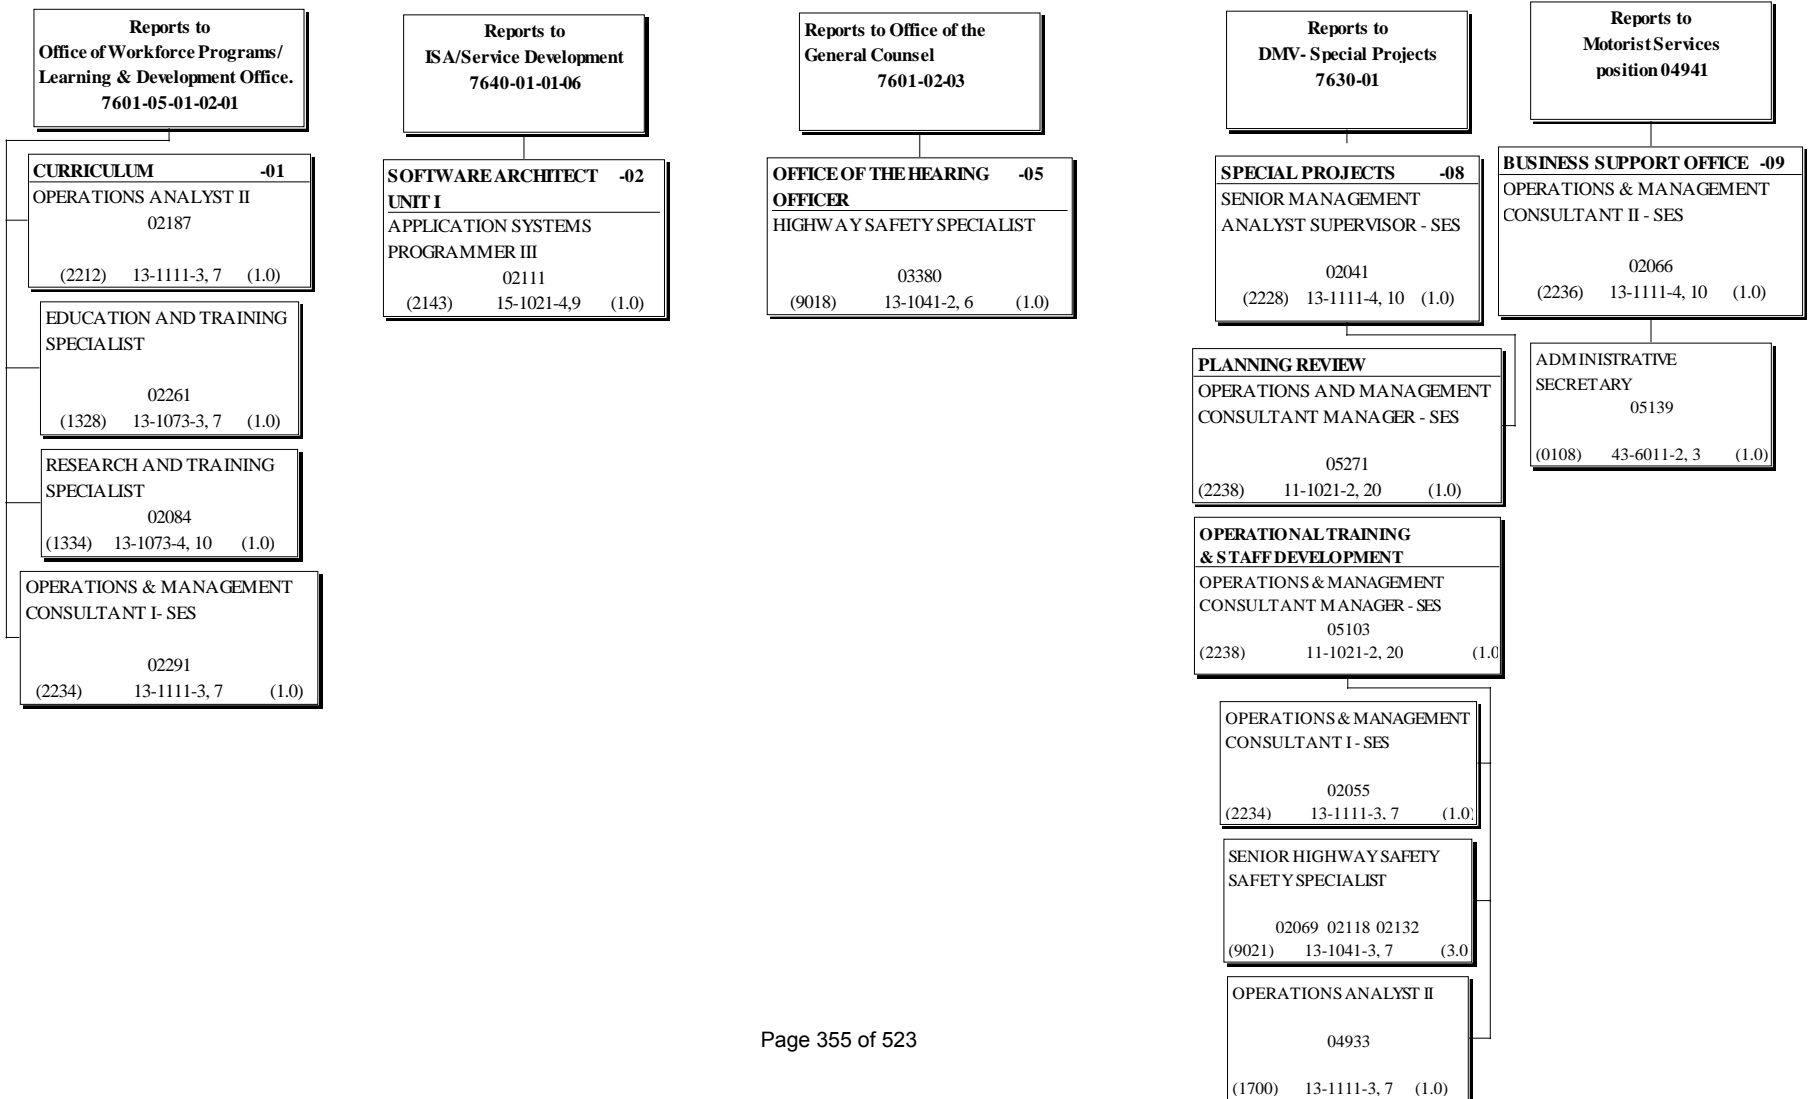 Reports to
Office of Workforce Programs/
Learning & Development Office.
7601-05-01-02-01
CURRICULUM -01
OPERATIONS ANALYST II
02187
(2212) 13-1111-3, 7 (1.0)
EDUCATION AND TRAINING
SPECIALIST
02261
(1328) 13-1073-3, 7 (1.0)
RESEARCH AND TRAINING
SPECIALIST
02084
(1334) 13-1073-4, 10 (1.0)
OPERATIONS & MANAGEMENT
CONSULTANT I- SES
02291
(2234) 13-1111-3, 7 (1.0)
Reports to
ISA/Service Development
7640-01-01-06
SOFTWARE ARCHITECT -02
UNIT I
APPLICATION SYSTEMS
PROGRAMMER III
02111
(2143) 15-1021-4,9 (1.0)
Reports to Office of the
General Counsel
7601-02-03
OFFICE OF THE HEARING -05
OFFICER
HIGHWAY SAFETY SPECIALIST
03380
(9018) 13-1041-2, 6 (1.0)
Reports to
DMV- Special Projects
7630-01
SPECIAL PROJECTS -08
SENIOR MANAGEMENT
ANALYST SUPERVISOR - SES
02041
(2228) 13-1111-4, 10 (1.0)
PLANNING REVIEW
OPERATIONS AND MANAGEMENT
CONSULTANT MANAGER - SES
05271
(2238) 11-1021-2, 20 (1.0)
OPERATIONAL TRAINING
& STAFF DEVELOPMENT
OPERATIONS & MANAGEMENT
CONSULTANT MANAGER - SES
05103
(2238) 11-1021-2, 20 (1.0
OPERATIONS & MANAGEMENT
CONSULTANT I - SES
02055
(2234) 13-1111-3, 7 (1.0)
SENIOR HIGHWAY SAFETY
SAFETY SPECIALIST
02069 02118 02132
(9021) 13-1041-3, 7 (3.0
OPERATIONS ANALYST II
04933
(1700) 13-1111-3, 7 (1.0)
Reports to
Motorist Services
position 04941
BUSINESS SUPPORT OFFICE -09
OPERATIONS & MANAGEMENT
CONSULTANT II - SES
02066
(2236) 13-1111-4, 10 (1.0)
ADMINISTRATIVE
SECRETARY
05139
(0108) 43-6011-2, 3 (1.0)
Page 355 of 523